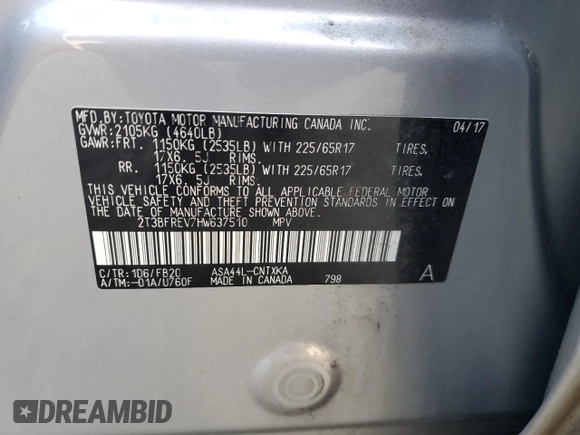 MFD.BY:TOYOTA MOTOR MANUFACTURING CANADA INC. 04/17
GVWR:2105KG (4640LB)
GAWR:FRT. 1150KG (2535LB) WITH 225/65R17 TIRES,
17X6.5J RIMS.
RR. 1150KG (2535LB) WITH 225/65R17 TIRES,
17X6.5J RIMS.
THIS VEHICLE CONFORMS TO ALL APPLICABLE FEDERAL MOTOR
VEHICLE SAFETY AND THEFT PREVENTION STANDARDS IN EFFECT ON
THE DATE OF MANUFACTURE SHOWN ABOVE.
2T3BFREV7HW637510 MPV
C/TR:1D6/FB20 ASA44L-CNTXKA A
A/TM:-01A/U760F MADE IN CANADA 798
DREAMBID